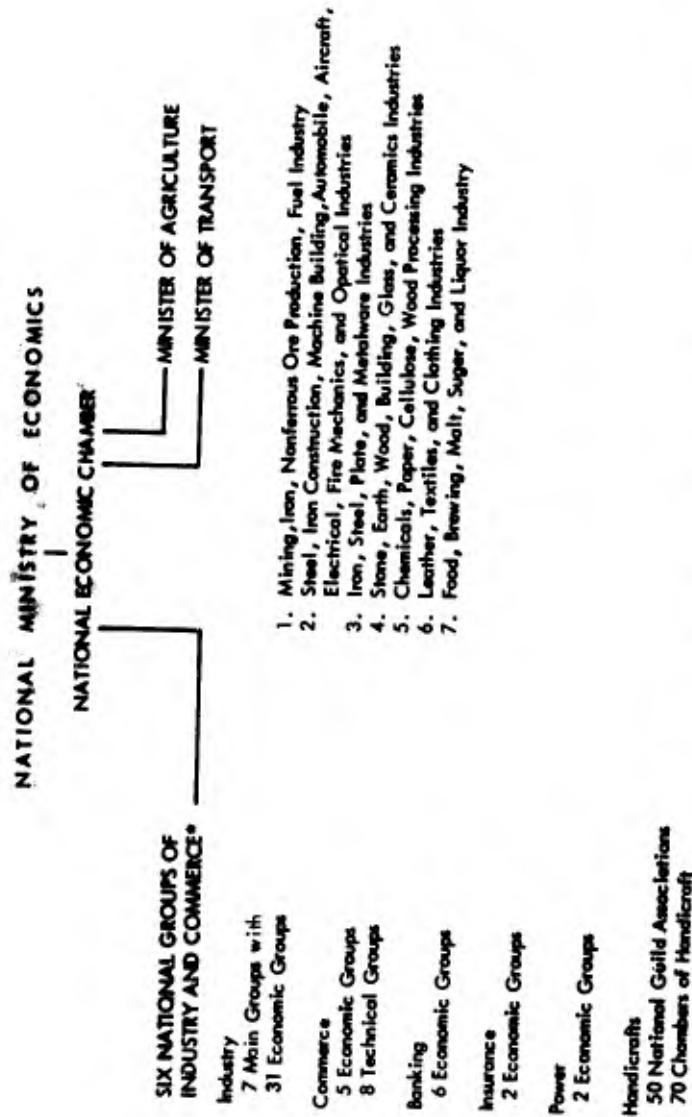 NATIONAL MINISTRY OF ECONOMICS
NATIONAL ECONOMIC CHAMBER
MINISTER OF AGRICULTURE
MINISTER OF TRANSPORT
SIX NATIONAL GROUPS OF
INDUSTRY AND COMMERCE*
Industry
7 Main Groups with
31 Economic Groups
Commerce
5 Economic Groups
8 Technical Groups
Banking
6 Economic Groups
Insurance
2 Economic Groups
Power
2 Economic Groups
Handicrafts
50 National Guild Associations
70 Chambers of Handicraft
1. Mining, Iron, Nonferrous Ore Production, Fuel Industry
2. Steel, Iron Construction, Machine Building, Automobile, Aircraft,
Electrical, Fire Mechanics, and Opatical Industries
3. Iron, Steel, Plate, and Metalware Industries
4. Stone, Earth, Wood, Building, Glass, and Ceramics Industries
5. Chemicals, Paper, Cellulose, Wood Processing Industries
6. Leather, Textiles, and Clothing Industries
7. Food, Brewing, Malt, Suger, and Liquor Industry